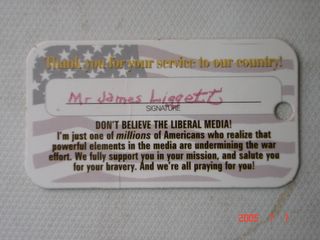 Thank you for your service to our country!
Mr James Liggett
SIGNATURE
DON'T BELIEVE THE LIBERAL MEDIA!
I'm just one of millions of Americans who realize that
powerful elements in the media are undermining the war
effort. We fully support you in your mission, and salute you
for your bravery. And we're all praying for you!